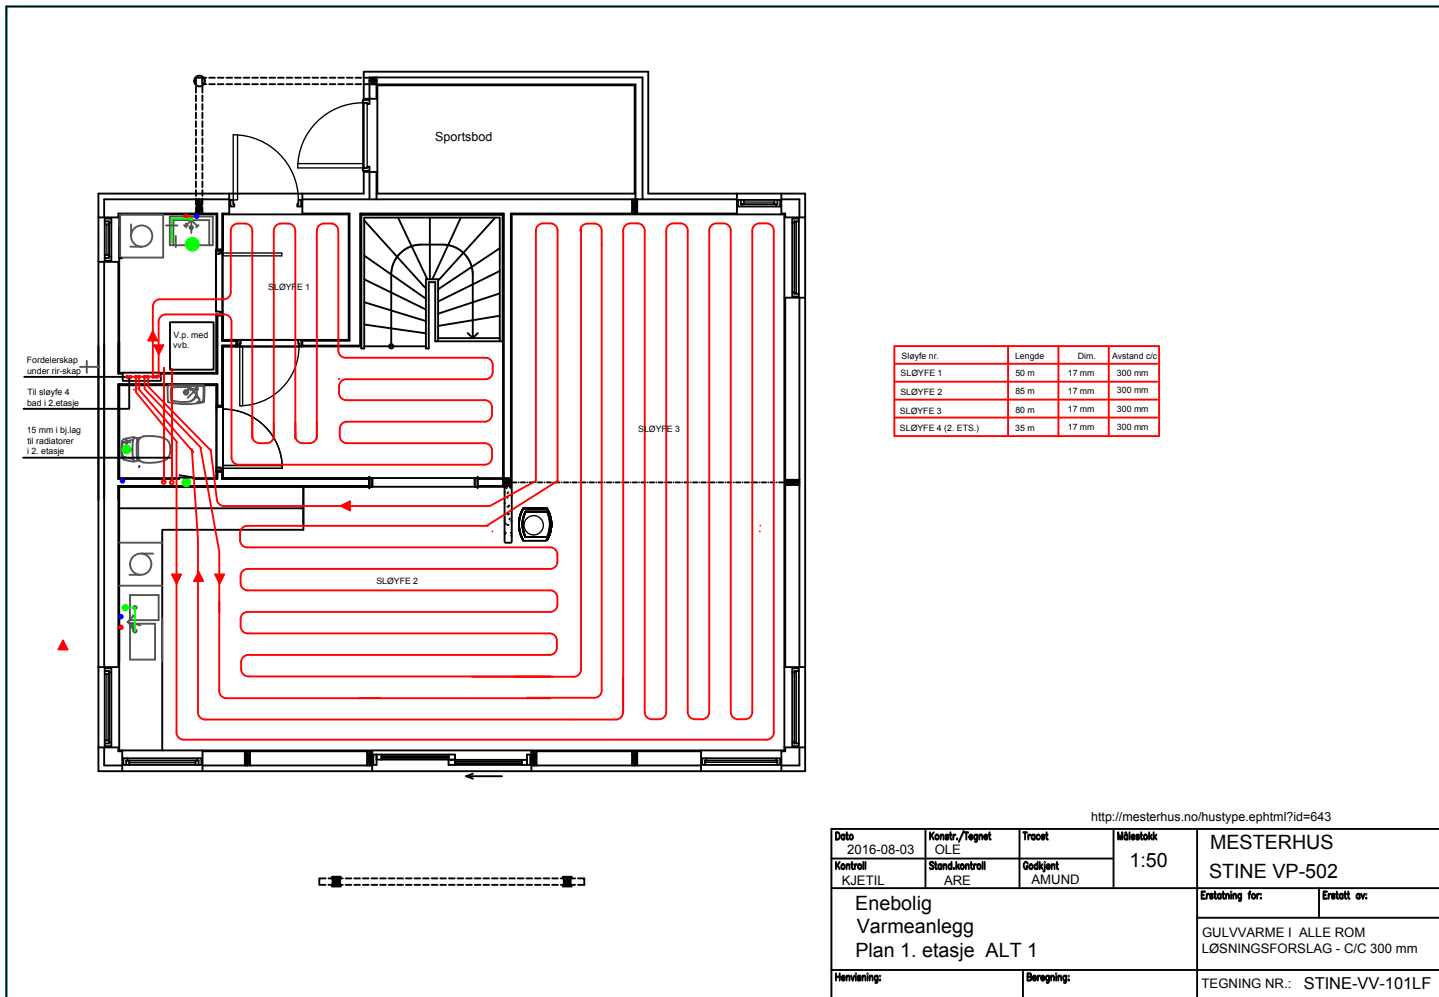 Sportsbod
SLØYFE 1
V.p. med
vvb.
Fordelerskap
under rir-skap
Til sløyfe 4
bad i 2.etasje
15 mm i bj.lag
til radiatorer
i 2. etasje
SLØYFE 3
SLØYFE 2
Sløyfe nr. Lengde Dim. Avstand c/c
SLØYFE 1 50 m 17 mm 300 mm
SLØYFE 2 85 m 17 mm 300 mm
SLØYFE 3 80 m 17 mm 300 mm
SLØYFE 4 (2. ETS.) 35 m 17 mm 300 mm
http://mesterhus.no/hustype.ephtml?id=643
Dato Konstr./Tegnet Tracet Målestokk
2016-08-03 OLE 1:50
Kontroll Stand.kontroll Godkjent
KJETIL ARE AMUND
MESTERHUS
STINE VP-502
Enebolig
Varmeanlegg
Plan 1. etasje ALT 1
Erstatning for: Erstatt av:
GULVVARME I ALLE ROM
LØSNINGSFORSLAG - C/C 300 mm
Henvisning: Beregning:
TEGNING NR.: STINE-VV-101LF